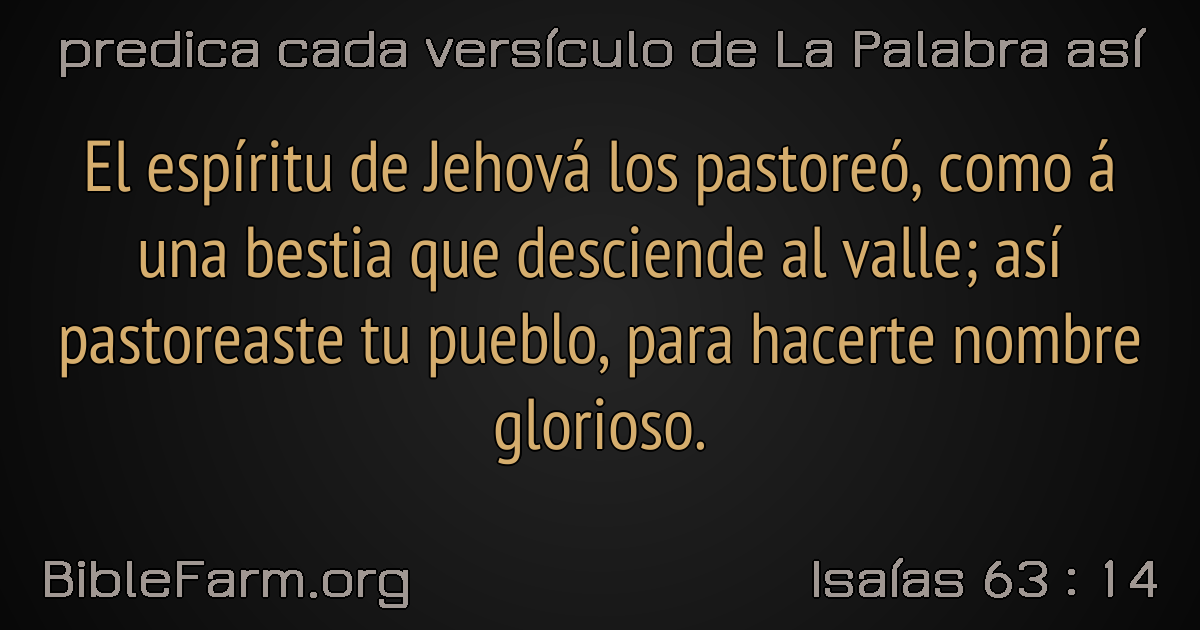 predica cada versículo de La Palabra así
El espíritu de Jehová los pastoreó, como á
una bestia que desciende al valle; así
pastoreaste tu pueblo, para hacerte nombre
glorioso.
BibleFarm.org
Isaías 63 : 14